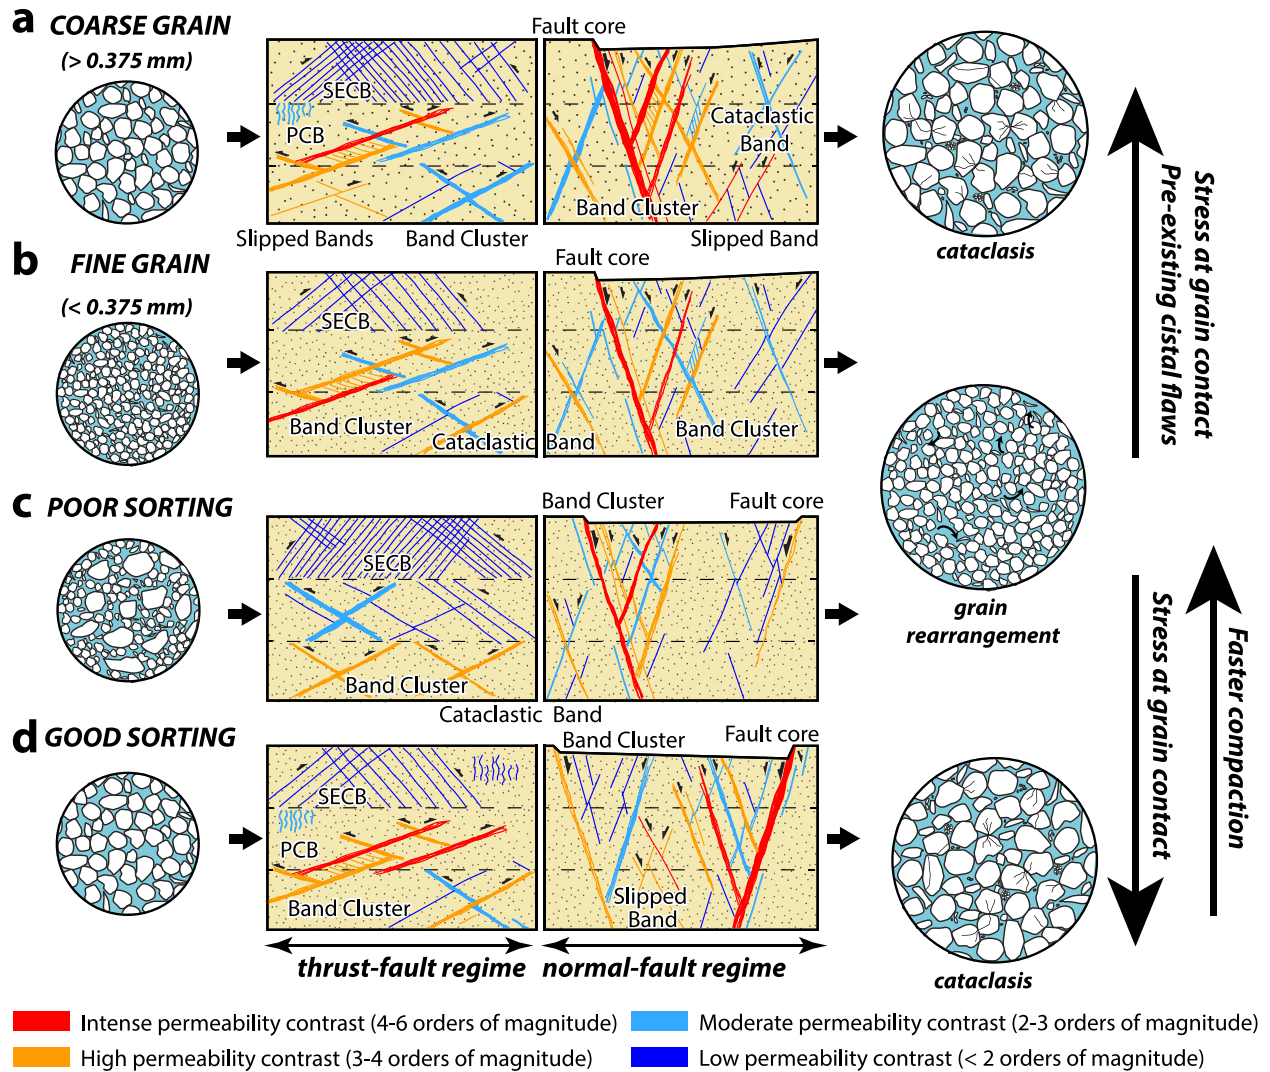 a COARSE GRAIN
(> 0.375 mm)
Fault core
SECB
PCB
Cataclastic
Band
Band Cluster
Slipped Bands
Band Cluster
Slipped Band
cataclasis
b FINE GRAIN
(< 0.375 mm)
Fault core
SECB
Band Cluster
Cataclastic Band
Band Cluster
Stress at grain contact
Pre-existing cistal flaws
c POOR SORTING
Band Cluster
Fault core
SECB
Band Cluster
Cataclastic Band
grain
rearrangement
d GOOD SORTING
Band Cluster
Fault core
SECB
PCB
Band Cluster
Slipped
Band
cataclasis
Stress at grain contact
Faster compaction
thrust-fault regime
normal-fault regime
Intense permeability contrast (4-6 orders of magnitude)
Moderate permeability contrast (2-3 orders of magnitude)
High permeability contrast (3-4 orders of magnitude)
Low permeability contrast (< 2 orders of magnitude)